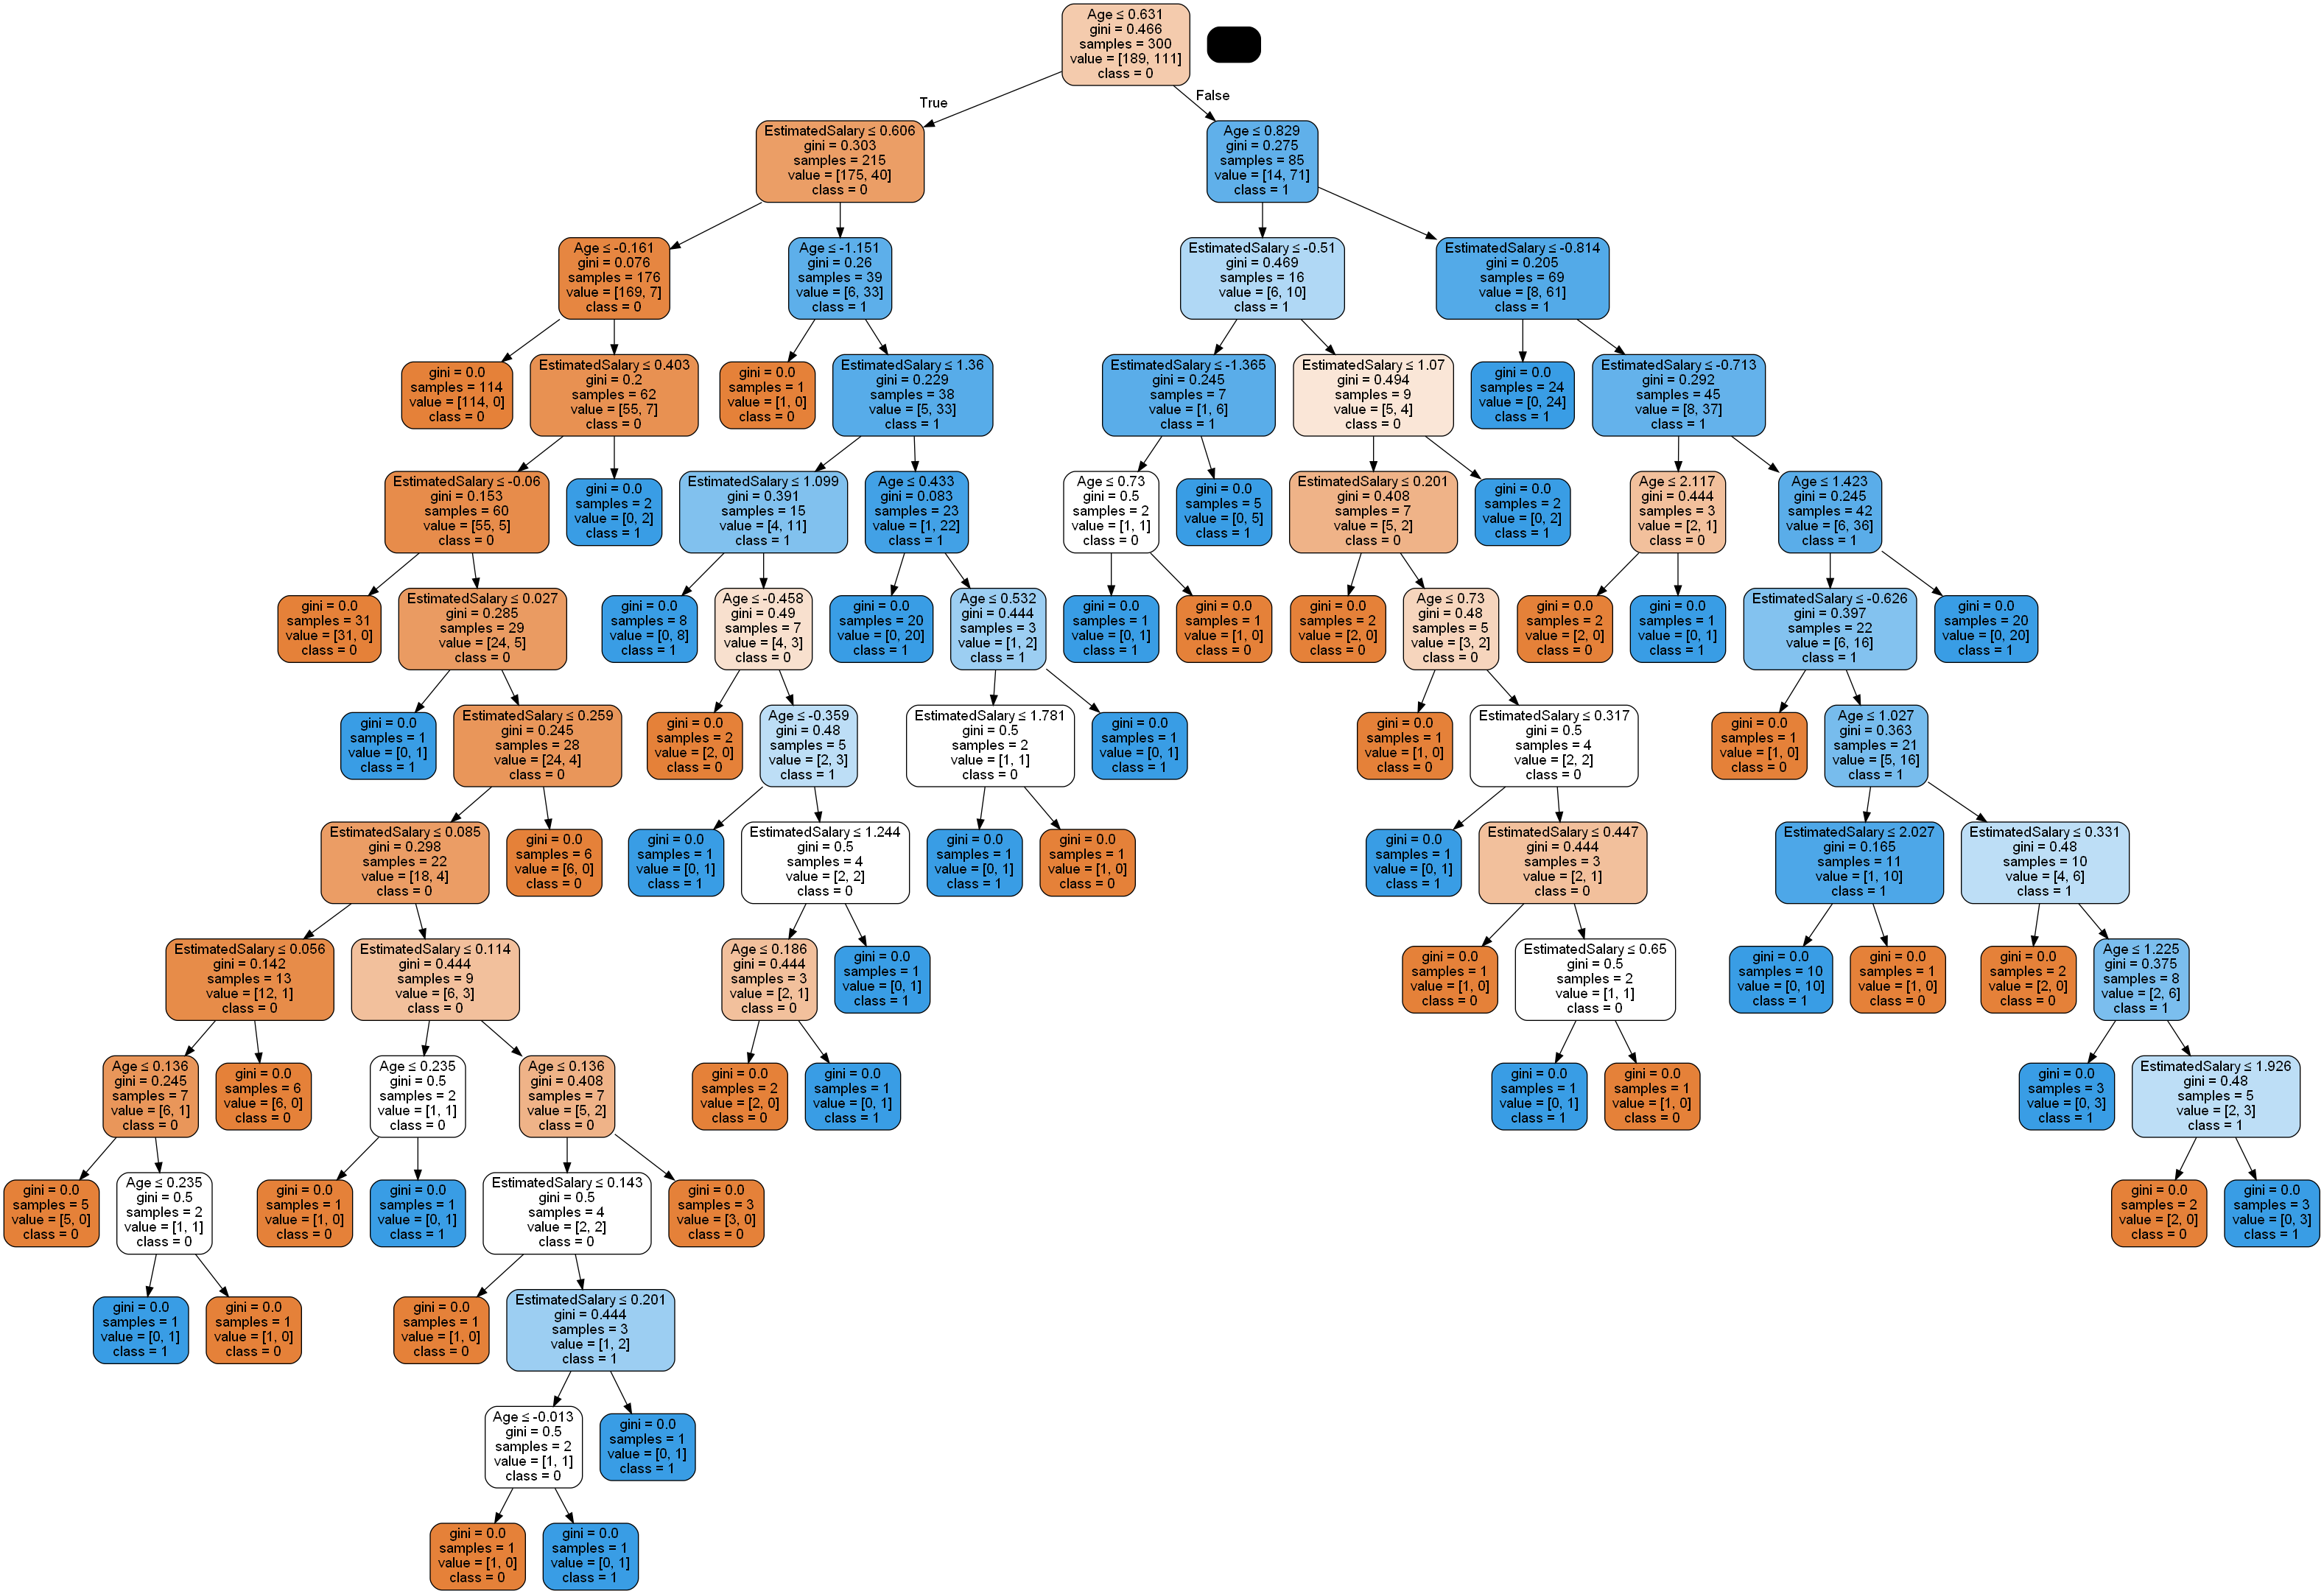 Age ≤ 0.631
gini = 0.466
samples = 300
value = [189, 111]
class = 0
True
False
EstimatedSalary ≤ 0.606
gini = 0.303
samples = 215
value = [175, 40]
class = 0
Age ≤ 0.829
gini = 0.275
samples = 85
value = [14, 71]
class = 1
Age ≤ -0.161
gini = 0.076
samples = 176
value = [169, 7]
class = 0
Age ≤ -1.151
gini = 0.26
samples = 39
value = [6, 33]
class = 1
EstimatedSalary ≤ -0.51
gini = 0.469
samples = 16
value = [6, 10]
class = 1
EstimatedSalary ≤ -0.814
gini = 0.205
samples = 69
value = [8, 61]
class = 1
gini = 0.0
samples = 114
value = [114, 0]
class = 0
EstimatedSalary ≤ 0.403
gini = 0.2
samples = 62
value = [55, 7]
class = 0
gini = 0.0
samples = 1
value = [1, 0]
class = 0
EstimatedSalary ≤ 1.36
gini = 0.229
samples = 38
value = [5, 33]
class = 1
EstimatedSalary ≤ -1.365
gini = 0.245
samples = 7
value = [1, 6]
class = 1
EstimatedSalary ≤ 1.07
gini = 0.494
samples = 9
value = [5, 4]
class = 0
gini = 0.0
samples = 24
value = [0, 24]
class = 1
EstimatedSalary ≤ -0.713
gini = 0.292
samples = 45
value = [8, 37]
class = 1
EstimatedSalary ≤ -0.06
gini = 0.153
samples = 60
value = [55, 5]
class = 0
gini = 0.0
samples = 2
value = [0, 2]
class = 1
EstimatedSalary ≤ 1.099
gini = 0.391
samples = 15
value = [4, 11]
class = 1
Age ≤ 0.433
gini = 0.083
samples = 23
value = [1, 22]
class = 1
Age ≤ 0.73
gini = 0.5
samples = 2
value = [1, 1]
class = 0
gini = 0.0
samples = 5
value = [0, 5]
class = 1
EstimatedSalary ≤ 0.201
gini = 0.408
samples = 7
value = [5, 2]
class = 0
gini = 0.0
samples = 2
value = [0, 2]
class = 1
Age ≤ 2.117
gini = 0.444
samples = 3
value = [2, 1]
class = 0
Age ≤ 1.423
gini = 0.245
samples = 42
value = [6, 36]
class = 1
gini = 0.0
samples = 31
value = [31, 0]
class = 0
EstimatedSalary ≤ 0.027
gini = 0.285
samples = 29
value = [24, 5]
class = 0
gini = 0.0
samples = 8
value = [0, 8]
class = 1
Age ≤ -0.458
gini = 0.49
samples = 7
value = [4, 3]
class = 0
gini = 0.0
samples = 20
value = [0, 20]
class = 1
Age ≤ 0.532
gini = 0.444
samples = 3
value = [1, 2]
class = 1
gini = 0.0
samples = 1
value = [0, 1]
class = 1
gini = 0.0
samples = 1
value = [1, 0]
class = 0
gini = 0.0
samples = 2
value = [2, 0]
class = 0
Age ≤ 0.73
gini = 0.48
samples = 5
value = [3, 2]
class = 0
gini = 0.0
samples = 2
value = [2, 0]
class = 0
gini = 0.0
samples = 1
value = [0, 1]
class = 1
EstimatedSalary ≤ -0.626
gini = 0.397
samples = 22
value = [6, 16]
class = 1
gini = 0.0
samples = 20
value = [0, 20]
class = 1
gini = 0.0
samples = 1
value = [0, 1]
class = 1
EstimatedSalary ≤ 0.259
gini = 0.245
samples = 28
value = [24, 4]
class = 0
gini = 0.0
samples = 2
value = [2, 0]
class = 0
Age ≤ -0.359
gini = 0.48
samples = 5
value = [2, 3]
class = 1
EstimatedSalary ≤ 1.781
gini = 0.5
samples = 2
value = [1, 1]
class = 0
gini = 0.0
samples = 1
value = [0, 1]
class = 1
gini = 0.0
samples = 1
value = [1, 0]
class = 0
EstimatedSalary ≤ 0.317
gini = 0.5
samples = 4
value = [2, 2]
class = 0
gini = 0.0
samples = 1
value = [1, 0]
class = 0
Age ≤ 1.027
gini = 0.363
samples = 21
value = [5, 16]
class = 1
EstimatedSalary ≤ 0.085
gini = 0.298
samples = 22
value = [18, 4]
class = 0
gini = 0.0
samples = 6
value = [6, 0]
class = 0
gini = 0.0
samples = 1
value = [0, 1]
class = 1
EstimatedSalary ≤ 1.244
gini = 0.5
samples = 4
value = [2, 2]
class = 0
gini = 0.0
samples = 1
value = [0, 1]
class = 1
gini = 0.0
samples = 1
value = [1, 0]
class = 0
gini = 0.0
samples = 1
value = [0, 1]
class = 1
EstimatedSalary ≤ 0.447
gini = 0.444
samples = 3
value = [2, 1]
class = 0
EstimatedSalary ≤ 2.027
gini = 0.165
samples = 11
value = [1, 10]
class = 1
EstimatedSalary ≤ 0.331
gini = 0.48
samples = 10
value = [4, 6]
class = 1
EstimatedSalary ≤ 0.056
gini = 0.142
samples = 13
value = [12, 1]
class = 0
EstimatedSalary ≤ 0.114
gini = 0.444
samples = 9
value = [6, 3]
class = 0
Age ≤ 0.186
gini = 0.444
samples = 3
value = [2, 1]
class = 0
gini = 0.0
samples = 1
value = [0, 1]
class = 1
gini = 0.0
samples = 1
value = [1, 0]
class = 0
EstimatedSalary ≤ 0.65
gini = 0.5
samples = 2
value = [1, 1]
class = 0
gini = 0.0
samples = 10
value = [0, 10]
class = 1
gini = 0.0
samples = 1
value = [1, 0]
class = 0
gini = 0.0
samples = 2
value = [2, 0]
class = 0
Age ≤ 1.225
gini = 0.375
samples = 8
value = [2, 6]
class = 1
Age ≤ 0.136
gini = 0.245
samples = 7
value = [6, 1]
class = 0
gini = 0.0
samples = 6
value = [6, 0]
class = 0
Age ≤ 0.235
gini = 0.5
samples = 2
value = [1, 1]
class = 0
Age ≤ 0.136
gini = 0.408
samples = 7
value = [5, 2]
class = 0
gini = 0.0
samples = 2
value = [2, 0]
class = 0
gini = 0.0
samples = 1
value = [0, 1]
class = 1
gini = 0.0
samples = 1
value = [0, 1]
class = 1
gini = 0.0
samples = 1
value = [1, 0]
class = 0
gini = 0.0
samples = 3
value = [0, 3]
class = 1
EstimatedSalary ≤ 1.926
gini = 0.48
samples = 5
value = [2, 3]
class = 1
gini = 0.0
samples = 5
value = [5, 0]
class = 0
Age ≤ 0.235
gini = 0.5
samples = 2
value = [1, 1]
class = 0
gini = 0.0
samples = 1
value = [1, 0]
class = 0
gini = 0.0
samples = 1
value = [0, 1]
class = 1
EstimatedSalary ≤ 0.143
gini = 0.5
samples = 4
value = [2, 2]
class = 0
gini = 0.0
samples = 3
value = [3, 0]
class = 0
gini = 0.0
samples = 2
value = [2, 0]
class = 0
gini = 0.0
samples = 3
value = [0, 3]
class = 1
gini = 0.0
samples = 1
value = [0, 1]
class = 1
gini = 0.0
samples = 1
value = [1, 0]
class = 0
gini = 0.0
samples = 1
value = [1, 0]
class = 0
EstimatedSalary ≤ 0.201
gini = 0.444
samples = 3
value = [1, 2]
class = 1
Age ≤ -0.013
gini = 0.5
samples = 2
value = [1, 1]
class = 0
gini = 0.0
samples = 1
value = [0, 1]
class = 1
gini = 0.0
samples = 1
value = [1, 0]
class = 0
gini = 0.0
samples = 1
value = [0, 1]
class = 1